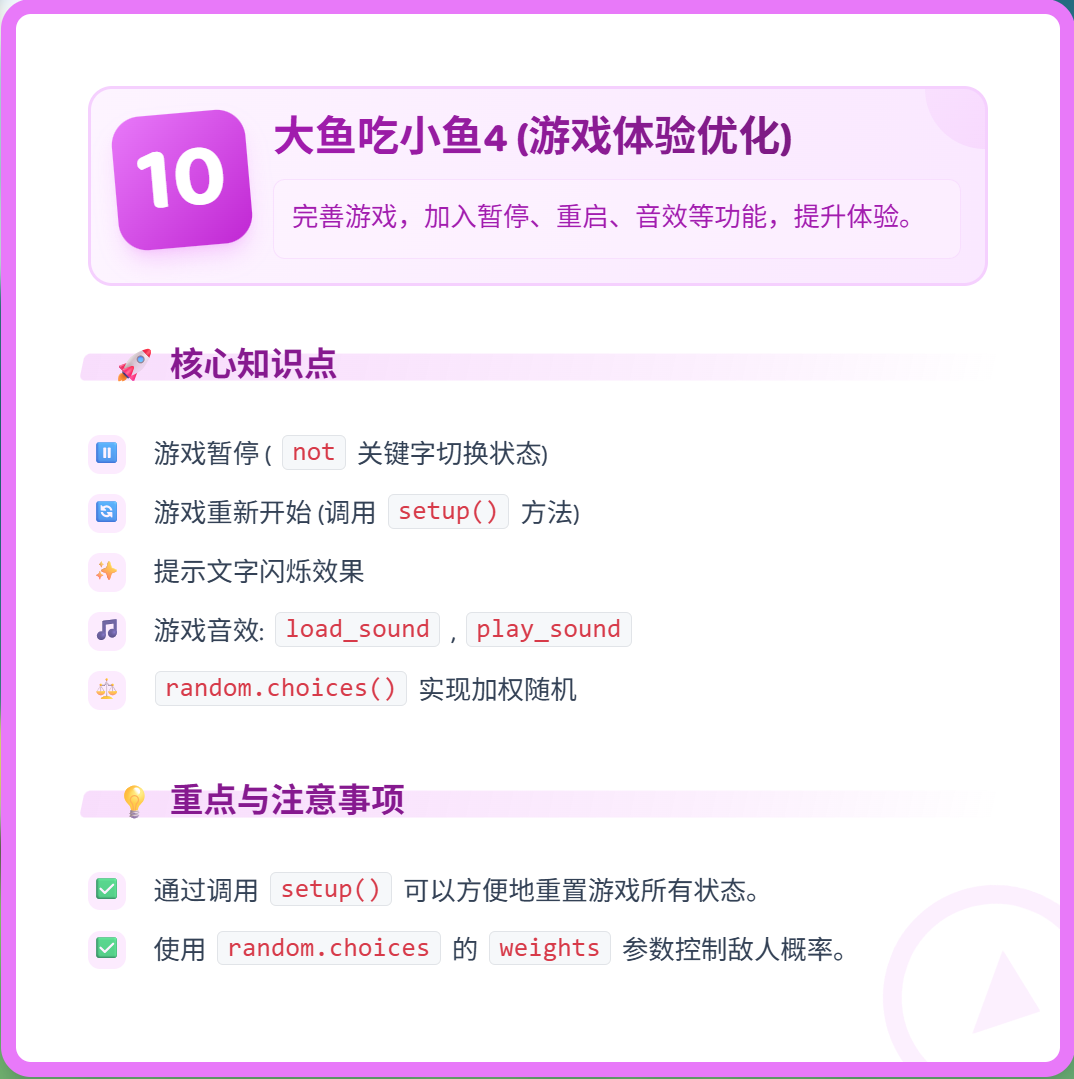 10
大鱼吃小鱼4 (游戏体验优化)
完善游戏，加入暂停、重启、音效等功能，提升体验。
核心知识点
游戏暂停 ( not 关键字切换状态)
游戏重新开始 (调用 setup() 方法)
提示文字闪烁效果
游戏音效: load_sound , play_sound
random.choices() 实现加权随机
重点与注意事项
通过调用 setup() 可以方便地重置游戏所有状态。
使用 random.choices 的 weights 参数控制敌人概率。